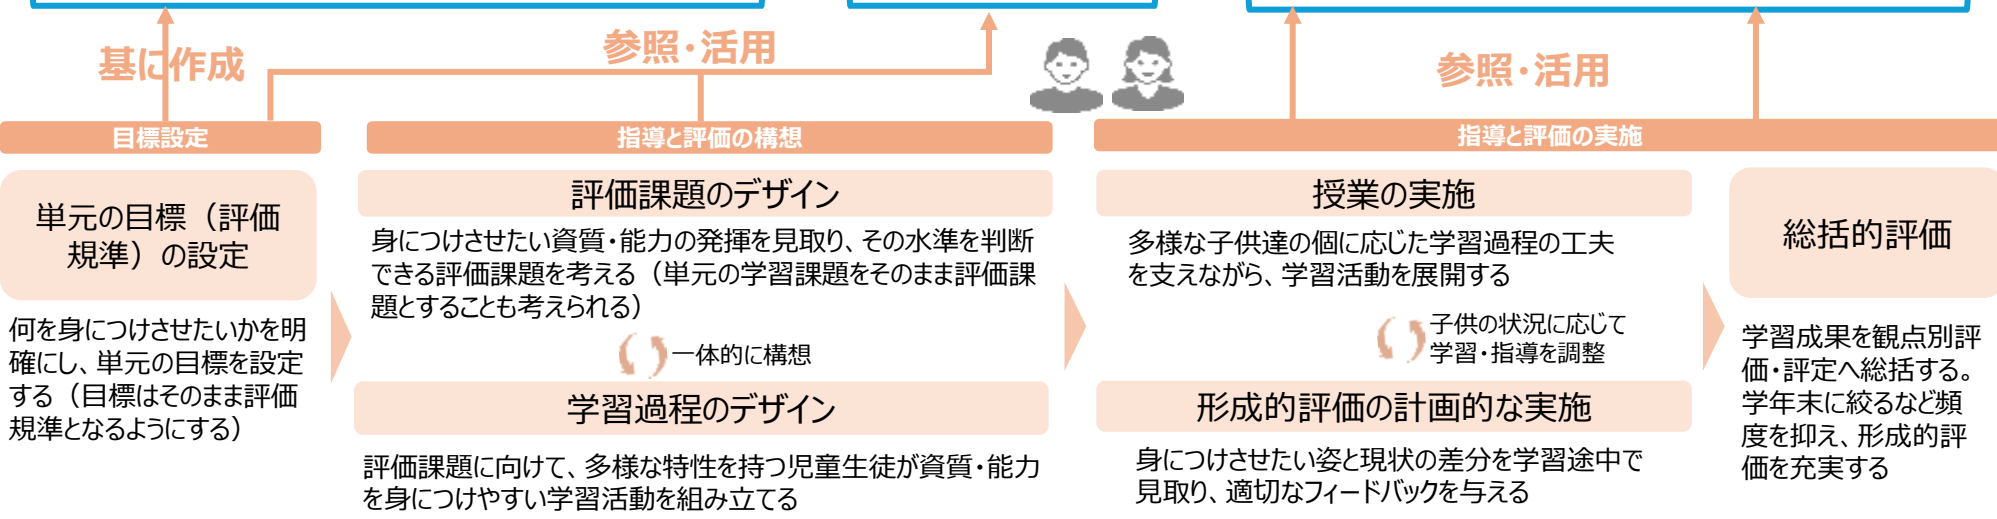 基に作成
参照・活用
参照・活用
目標設定
指導と評価の構想
指導と評価の実施
単元の目標（評価
規準）の設定
何を身につけさせたいかを明
確にし、単元の目標を設定
する（目標はそのまま評価
規準となるようにする）
評価課題のデザイン
身につけさせたい資質・能力の発揮を見取り、その水準を判断
できる評価課題を考える（単元の学習課題をそのまま評価課
題とすることも考えられる）
一体的に構想
学習過程のデザイン
評価課題に向けて、多様な特性を持つ児童生徒が資質・能力
を身につけやすい学習活動を組み立てる
授業の実施
多様な子供達の個に応じた学習過程の工夫
を支えながら、学習活動を展開する
子供の状況に応じて
学習・指導を調整
形成的評価の計画的な実施
身につけさせたい姿と現状の差分を学習途中で
見取り、適切なフィードバックを与える
総括的評価
学習成果を観点別評
価・評定へ総括する。
学年末に絞るなど頻
度を抑え、形成的評
価を充実する